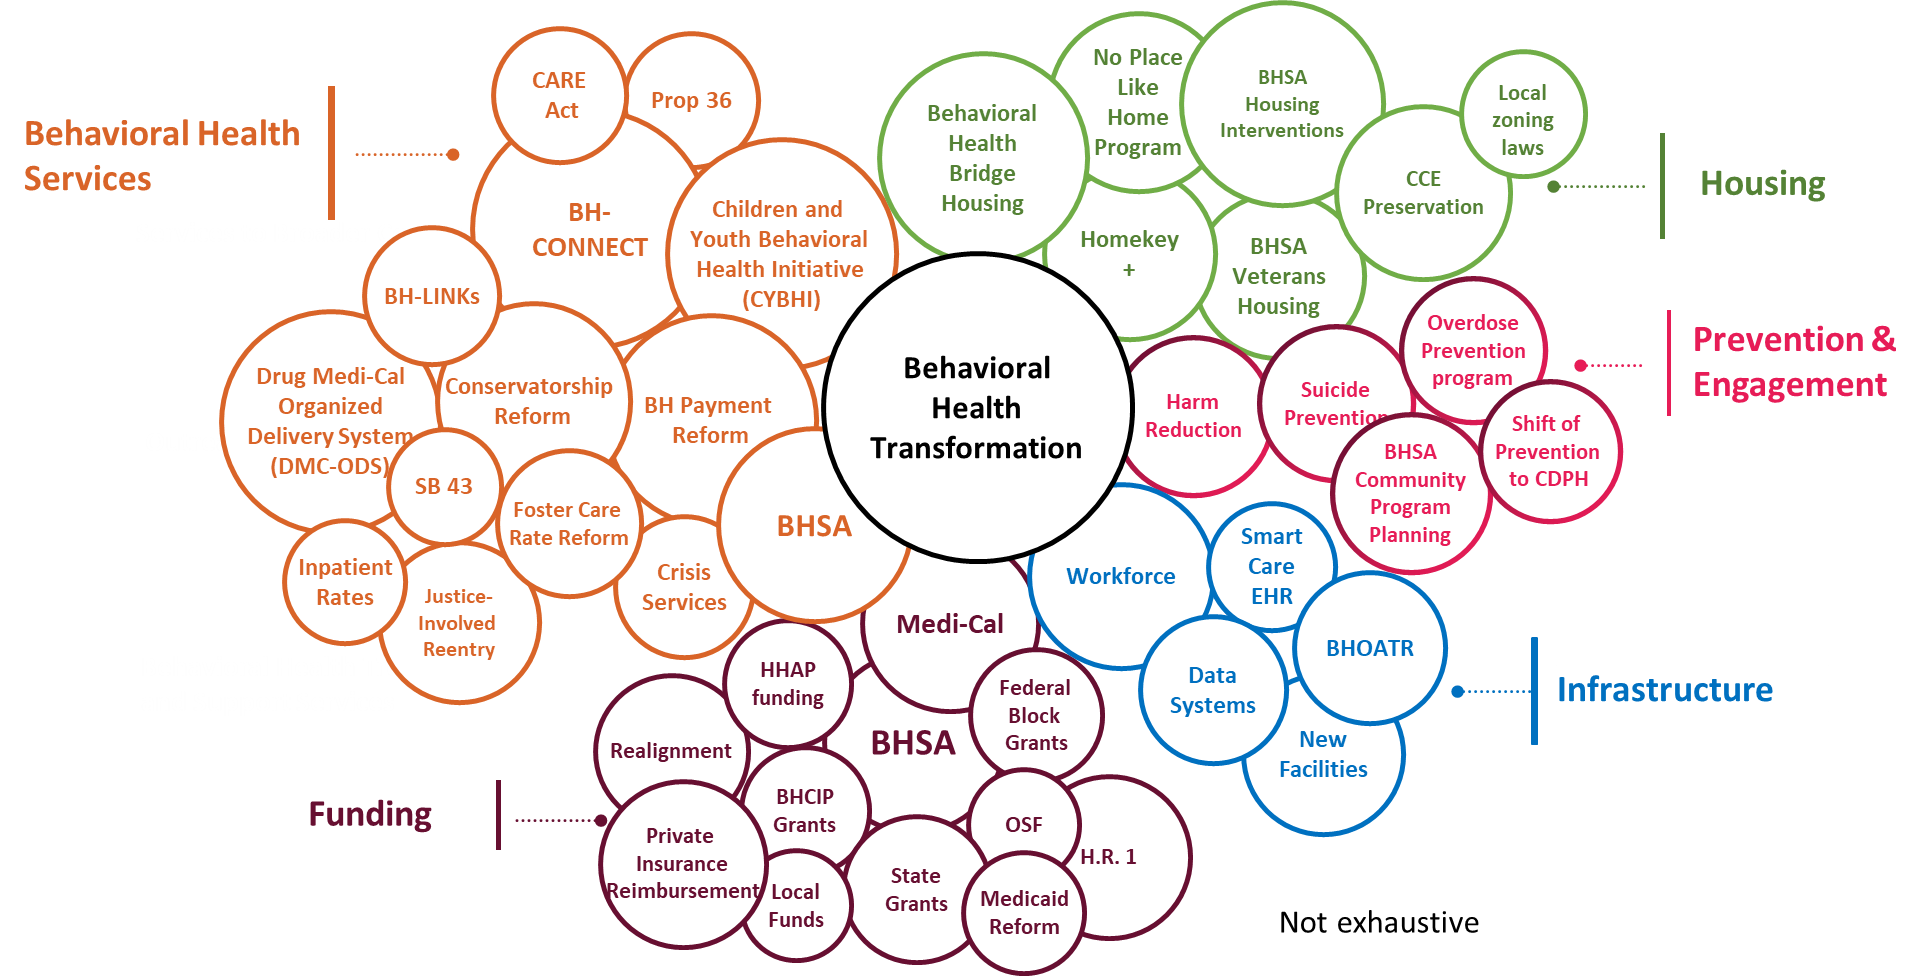 Behavioral Health
Services
CARE
Act
Prop 36
BH-
CONNECT
Children and
Youth Behavioral
Health Initiative
(CYBHI)
BH-LINKs
Drug Medi-Cal
Organized
Delivery System
(DMC-ODS)
Conservatorship
Reform
BH Payment
Reform
SB 43
Foster Care
Rate Reform
BHSA
Inpatient
Rates
Justice-
Involved
Reentry
Crisis
Services
Behavioral
Health
Transformation
Behavioral
Health
Bridge
Housing
No Place
Like
Home
Program
BHSA
Housing
Interventions
Local
zoning
laws
CCE
Preservation
Homekey
+
BHSA
Veterans
Housing
Housing
Harm
Reduction
Suicide
Prevention
Overdose
Prevention
program
Shift of
Prevention
to CDPH
BHSA
Community
Program
Planning
Prevention &
Engagement
Workforce
Smart
Care
EHR
BHOATR
Data
Systems
New
Facilities
Infrastructure
Medi-Cal
HHAP
funding
Federal
Block
Grants
BHSA
Realignment
BHCIP
Grants
OSF
H.R. 1
Private
Insurance
Reimbursement
Local
Funds
State
Grants
Medicaid
Reform
Funding
Not exhaustive